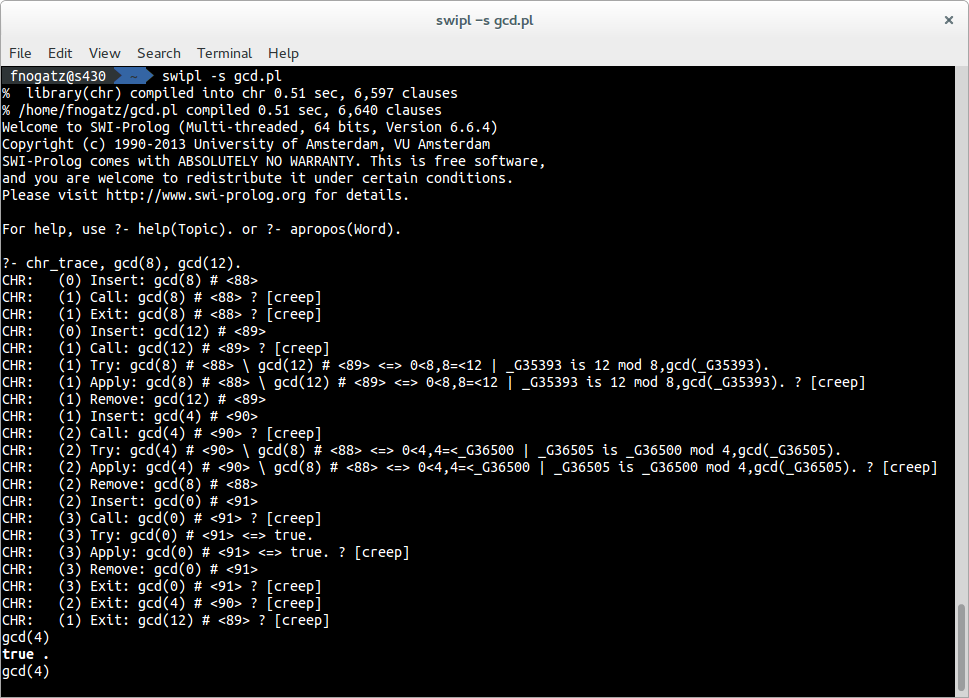 swipl –s gcd.pl
File Edit View Search Terminal Help
fnogatz@s430 ~ swipl -s gcd.pl
%  library(chr) compiled into chr 0.51 sec, 6,597 clauses
% /home/fnogatz/gcd.pl compiled 0.51 sec, 6,640 clauses
Welcome to SWI-Prolog (Multi-threaded, 64 bits, Version 6.6.4)
Copyright (c) 1990-2013 University of Amsterdam, VU Amsterdam
SWI-Prolog comes with ABSOLUTELY NO WARRANTY. This is free software,
and you are welcome to redistribute it under certain conditions.
Please visit http://www.swi-prolog.org for details.
For help, use ?- help(Topic). or ?- apropos(Word).
?- chr_trace, gcd(8), gcd(12).
CHR:   (0) Insert: gcd(8) # <88>
CHR:   (1) Call: gcd(8) # <88> ? [creep]
CHR:   (1) Exit: gcd(8) # <88> ? [creep]
CHR:   (0) Insert: gcd(12) # <89>
CHR:   (1) Call: gcd(12) # <89> ? [creep]
CHR:   (1) Try: gcd(8) # <88> \ gcd(12) # <89> <=> 0<8,8=<12 | _G35393 is 12 mod 8,gcd(_G35393).
CHR:   (1) Apply: gcd(8) # <88> \ gcd(12) # <89> <=> 0<8,8=<12 | _G35393 is 12 mod 8,gcd(_G35393). ? [creep]
CHR:   (1) Remove: gcd(12) # <89>
CHR:   (1) Insert: gcd(4) # <90>
CHR:   (2) Call: gcd(4) # <90> ? [creep]
CHR:   (2) Try: gcd(4) # <90> \ gcd(8) # <88> <=> 0<4,4=<_G36500 | _G36505 is _G36500 mod 4,gcd(_G36505).
CHR:   (2) Apply: gcd(4) # <90> \ gcd(8) # <88> <=> 0<4,4=<_G36500 | _G36505 is _G36500 mod 4,gcd(_G36505). ? [creep]
CHR:   (2) Remove: gcd(8) # <88>
CHR:   (2) Insert: gcd(0) # <91>
CHR:   (3) Call: gcd(0) # <91> ? [creep]
CHR:   (3) Try: gcd(0) # <91> <=> true.
CHR:   (3) Apply: gcd(0) # <91> <=> true. ? [creep]
CHR:   (3) Remove: gcd(0) # <91>
CHR:   (3) Exit: gcd(0) # <91> ? [creep]
CHR:   (2) Exit: gcd(4) # <90> ? [creep]
CHR:   (1) Exit: gcd(12) # <89> ? [creep]
gcd(4)
true .
gcd(4)